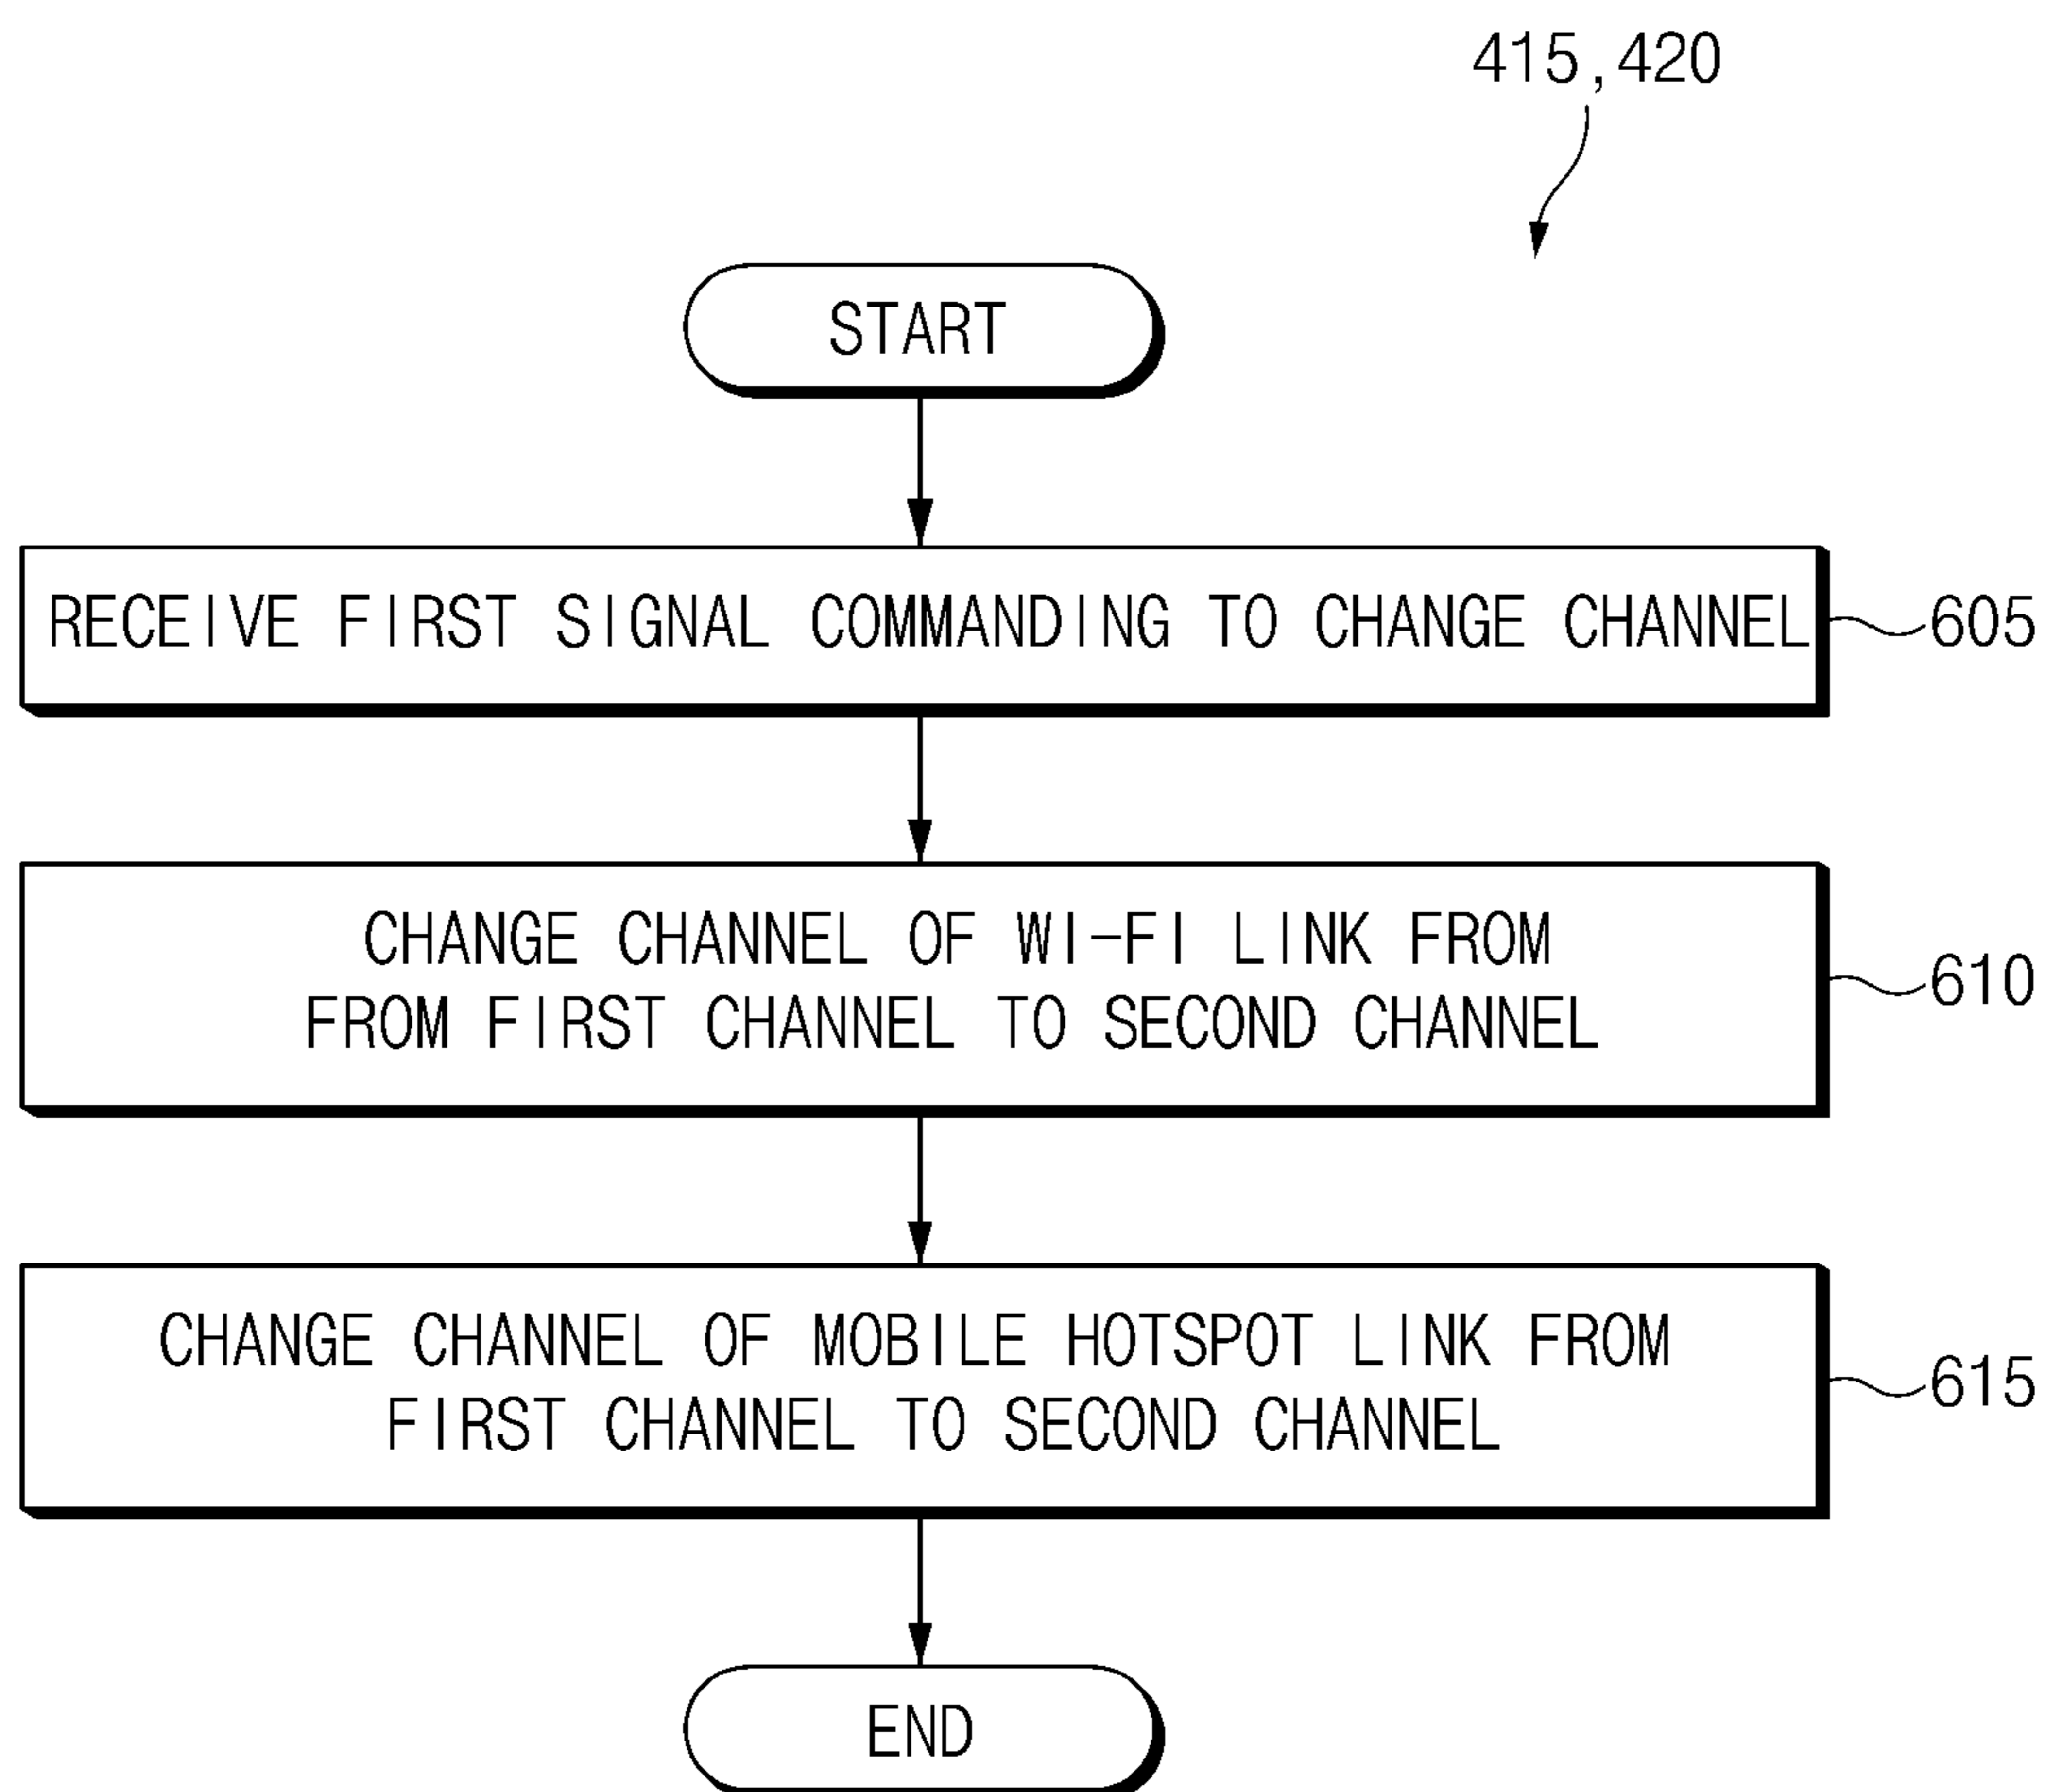 415,420
START
RECEIVE FIRST SIGNAL COMMANDING TO CHANGE CHANNEL
605
CHANGE CHANNEL OF WI-FI LINK FROM
FROM FIRST CHANNEL TO SECOND CHANNEL
610
CHANGE CHANNEL OF MOBILE HOTSPOT LINK FROM
FIRST CHANNEL TO SECOND CHANNEL
615
END